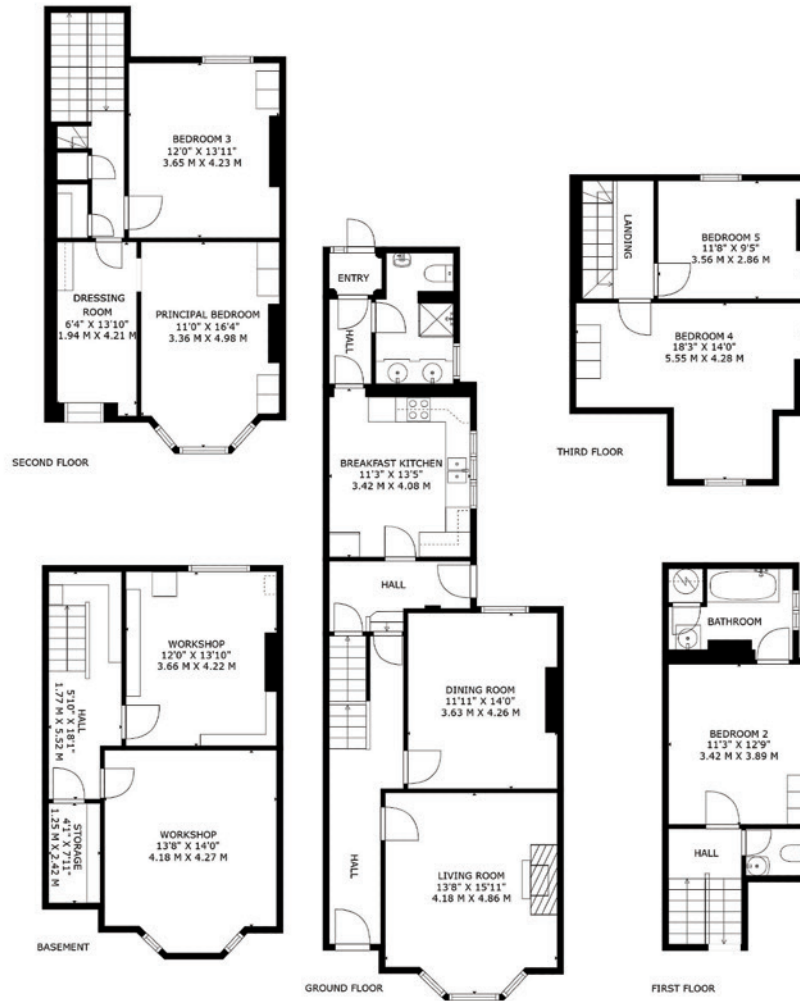 BEDROOM 3
12'0" X 13'11"
3.65 M X 4.23 M
DRESSING
ROOM
6'4" X 13'10"
1.94 M X 4.21 M
PRINCIPAL BEDROOM
11'0" X 16'4"
3.36 M X 4.98 M
SECOND FLOOR
ENTRY
HALL
BREAKFAST KITCHEN
11'3" X 13'5"
3.42 M X 4.08 M
HALL
DINING ROOM
11'11" X 14'0"
3.63 M X 4.26 M
HALL
LIVING ROOM
13'8" X 15'11"
4.18 M X 4.86 M
GROUND FLOOR
LANDING
BEDROOM 5
11'8" X 9'5"
3.56 M X 2.86 M
BEDROOM 4
18'3" X 14'0"
5.55 M X 4.28 M
THIRD FLOOR
WORKSHOP
12'0" X 13'10"
3.66 M X 4.22 M
HALL
5'10" X 18'1"
1.77 M X 5.52 M
STORAGE
4'1" X 7'11"
1.25 M X 2.42 M
WORKSHOP
13'8" X 14'0"
4.18 M X 4.27 M
BASEMENT
BATHROOM
BEDROOM 2
11'3" X 12'9"
3.42 M X 3.89 M
HALL
FIRST FLOOR